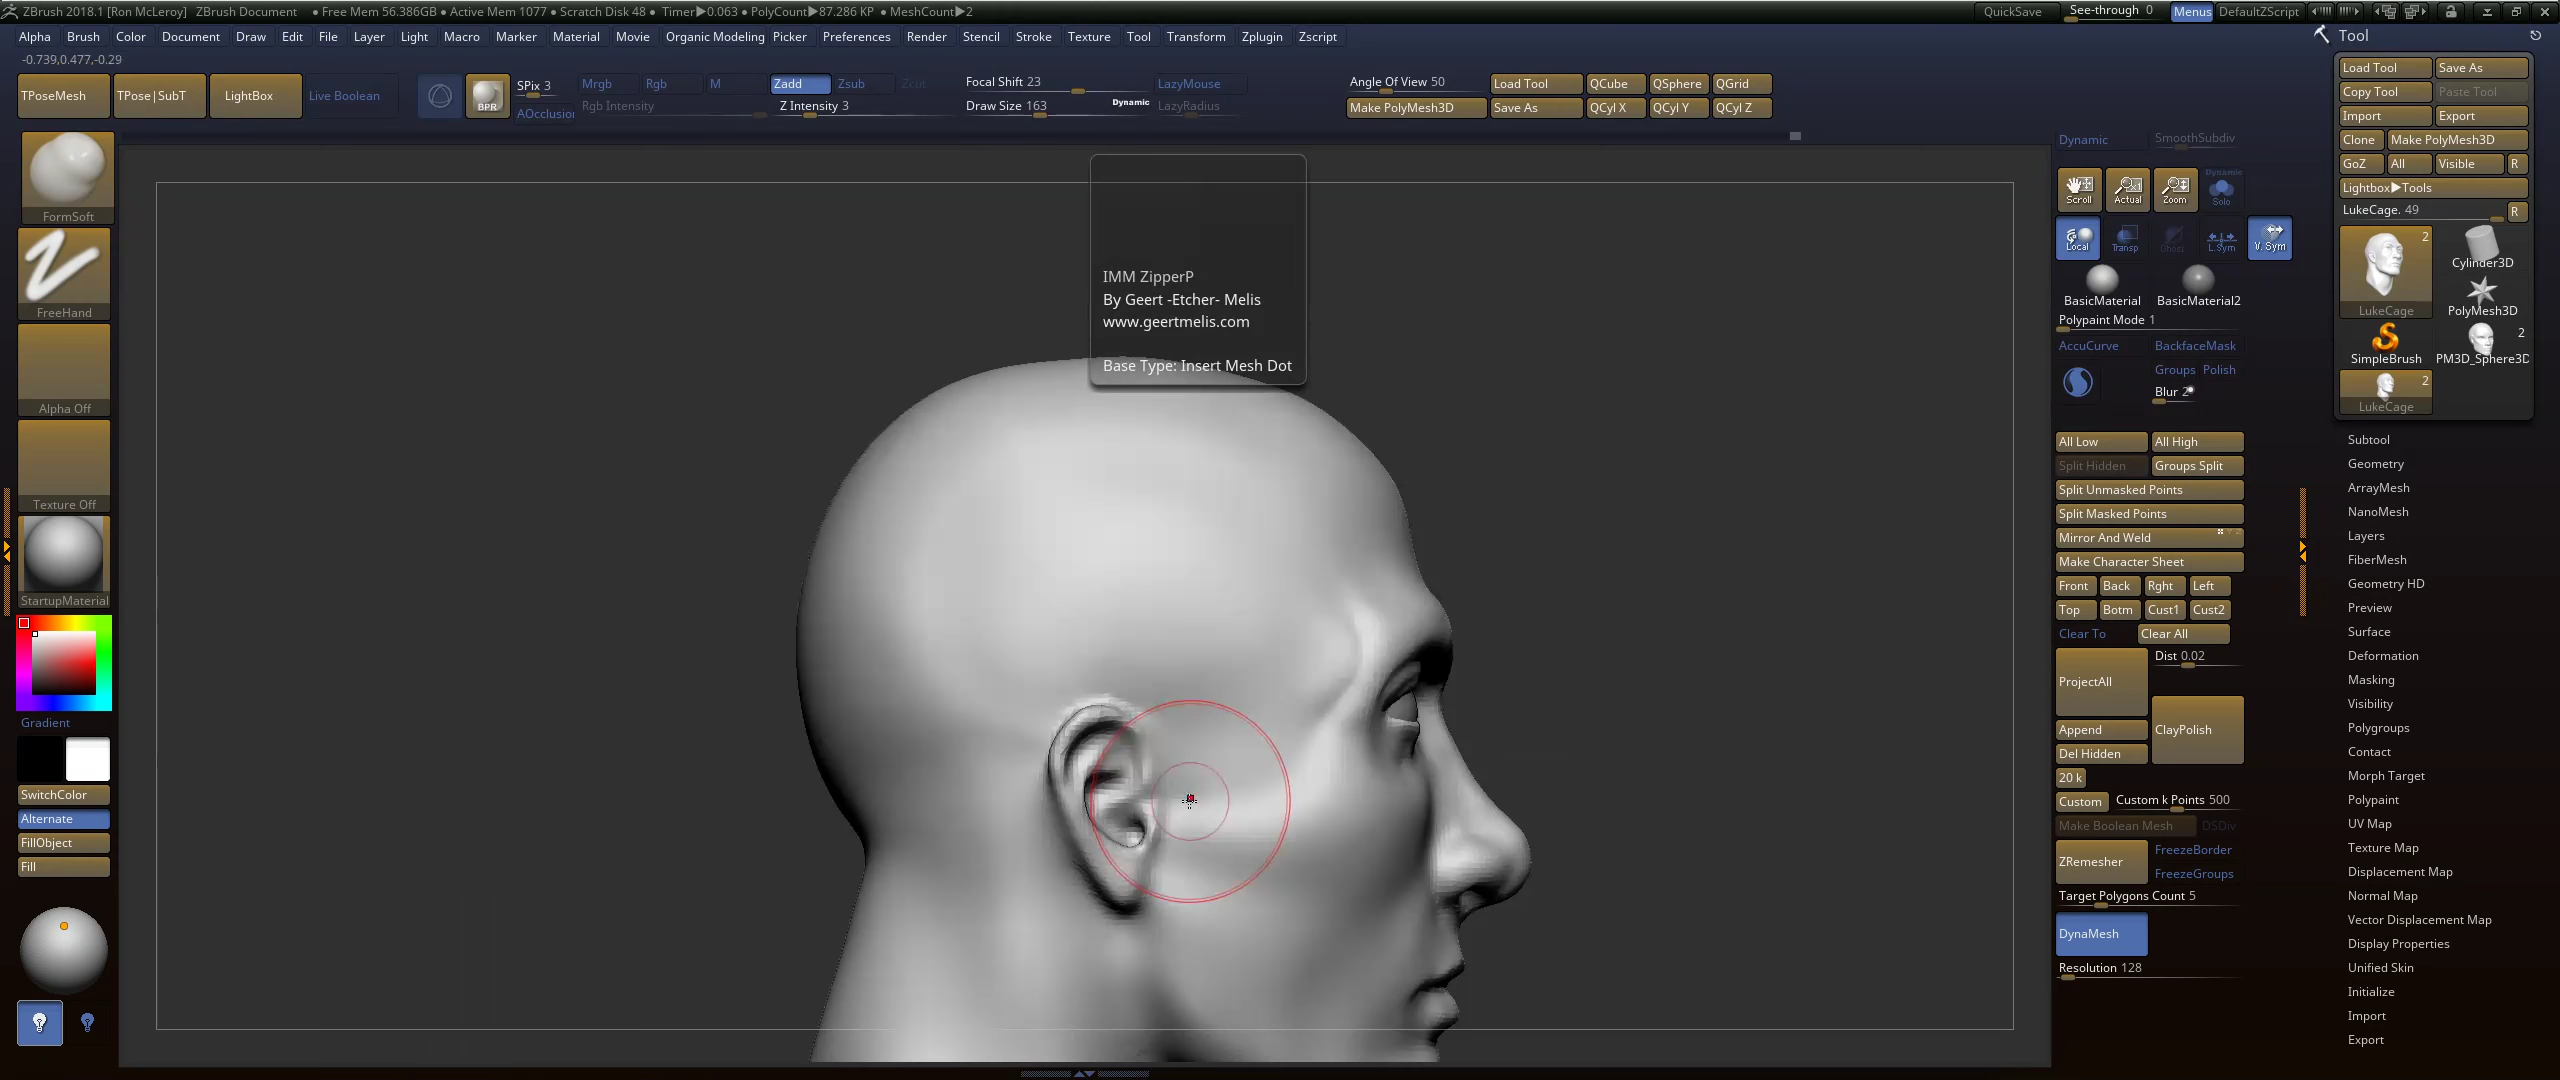 ZBrush 2018.1 [Ron McLeroy] ZBrush Document ● Free Mem 56.386GB ● Active Mem 1077 ● Scratch Disk 48 ● Timer▶0.063 ● PolyCount▶87.286 KP ● MeshCount▶2 QuickSave See-through 0 Menus DefaultZScript
Alpha Brush Color Document Draw Edit File Layer Light Macro Marker Material Movie Organic Modeling Picker Preferences Render Stencil Stroke Texture Tool Transform Zplugin Zscript
-0.739,0.477,-0.29
TPoseMesh TPose|SubT LightBox Live Boolean
BPR
SPix 3
AOcclusion
Mrgb Rgb M Zadd Zsub Zcut
Rgb Intensity Z Intensity 3
Focal Shift 23 LazyMouse
Draw Size 163 Dynamic LazyRadius
Angle Of View 50 Load Tool QCube QSphere QGrid
Make PolyMesh3D Save As QCyl X QCyl Y QCyl Z
FormSoft
FreeHand
Alpha Off
Texture Off
StartupMaterial
Gradient
SwitchColor
Alternate
FillObject
Fill
IMM ZipperP
By Geert -Etcher- Melis
www.geertmelis.com
Base Type: Insert Mesh Dot
Dynamic SmoothSubdiv
Scroll Actual Zoom Dynamic Solo
Local Transp Ghost L.Sym V.Sym
BasicMaterial BasicMaterial2
Polypaint Mode 1
AccuCurve BackfaceMask
Groups Polish
Blur 2
All Low All High
Split Hidden Groups Split
Split Unmasked Points
Split Masked Points
Mirror And Weld
Make Character Sheet
Front Back Rght Left
Top Botm Cust1 Cust2
Clear To Clear All
ProjectAll Dist 0.02
Append ClayPolish
Del Hidden
20 k
Custom Custom k Points 500
Make Boolean Mesh DSDiv
ZRemesher FreezeBorder
FreezeGroups
Target Polygons Count 5
DynaMesh
Resolution 128
Tool
Load Tool Save As
Copy Tool Paste Tool
Import Export
Clone Make PolyMesh3D
GoZ All Visible R
Lightbox▶Tools
LukeCage. 49 R
2
LukeCage Cylinder3D
PolyMesh3D
2
SimpleBrush PM3D_Sphere3D
2
LukeCage
Subtool
Geometry
ArrayMesh
NanoMesh
Layers
FiberMesh
Geometry HD
Preview
Surface
Deformation
Masking
Visibility
Polygroups
Contact
Morph Target
Polypaint
UV Map
Texture Map
Displacement Map
Normal Map
Vector Displacement Map
Display Properties
Unified Skin
Initialize
Import
Export